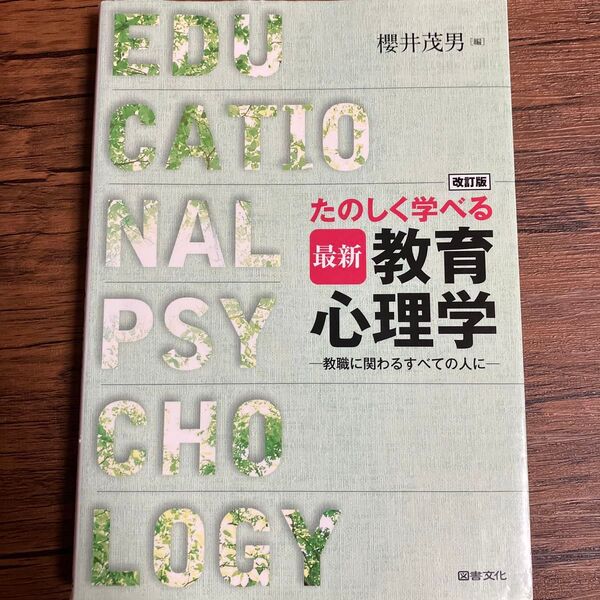 EDU
CATIO
NAL
PSY
CHO
LOGY
櫻井茂男[編]
改訂版
たのしく学べる
最新 教育
心理学
―教職に関わるすべての人に―
図書文化